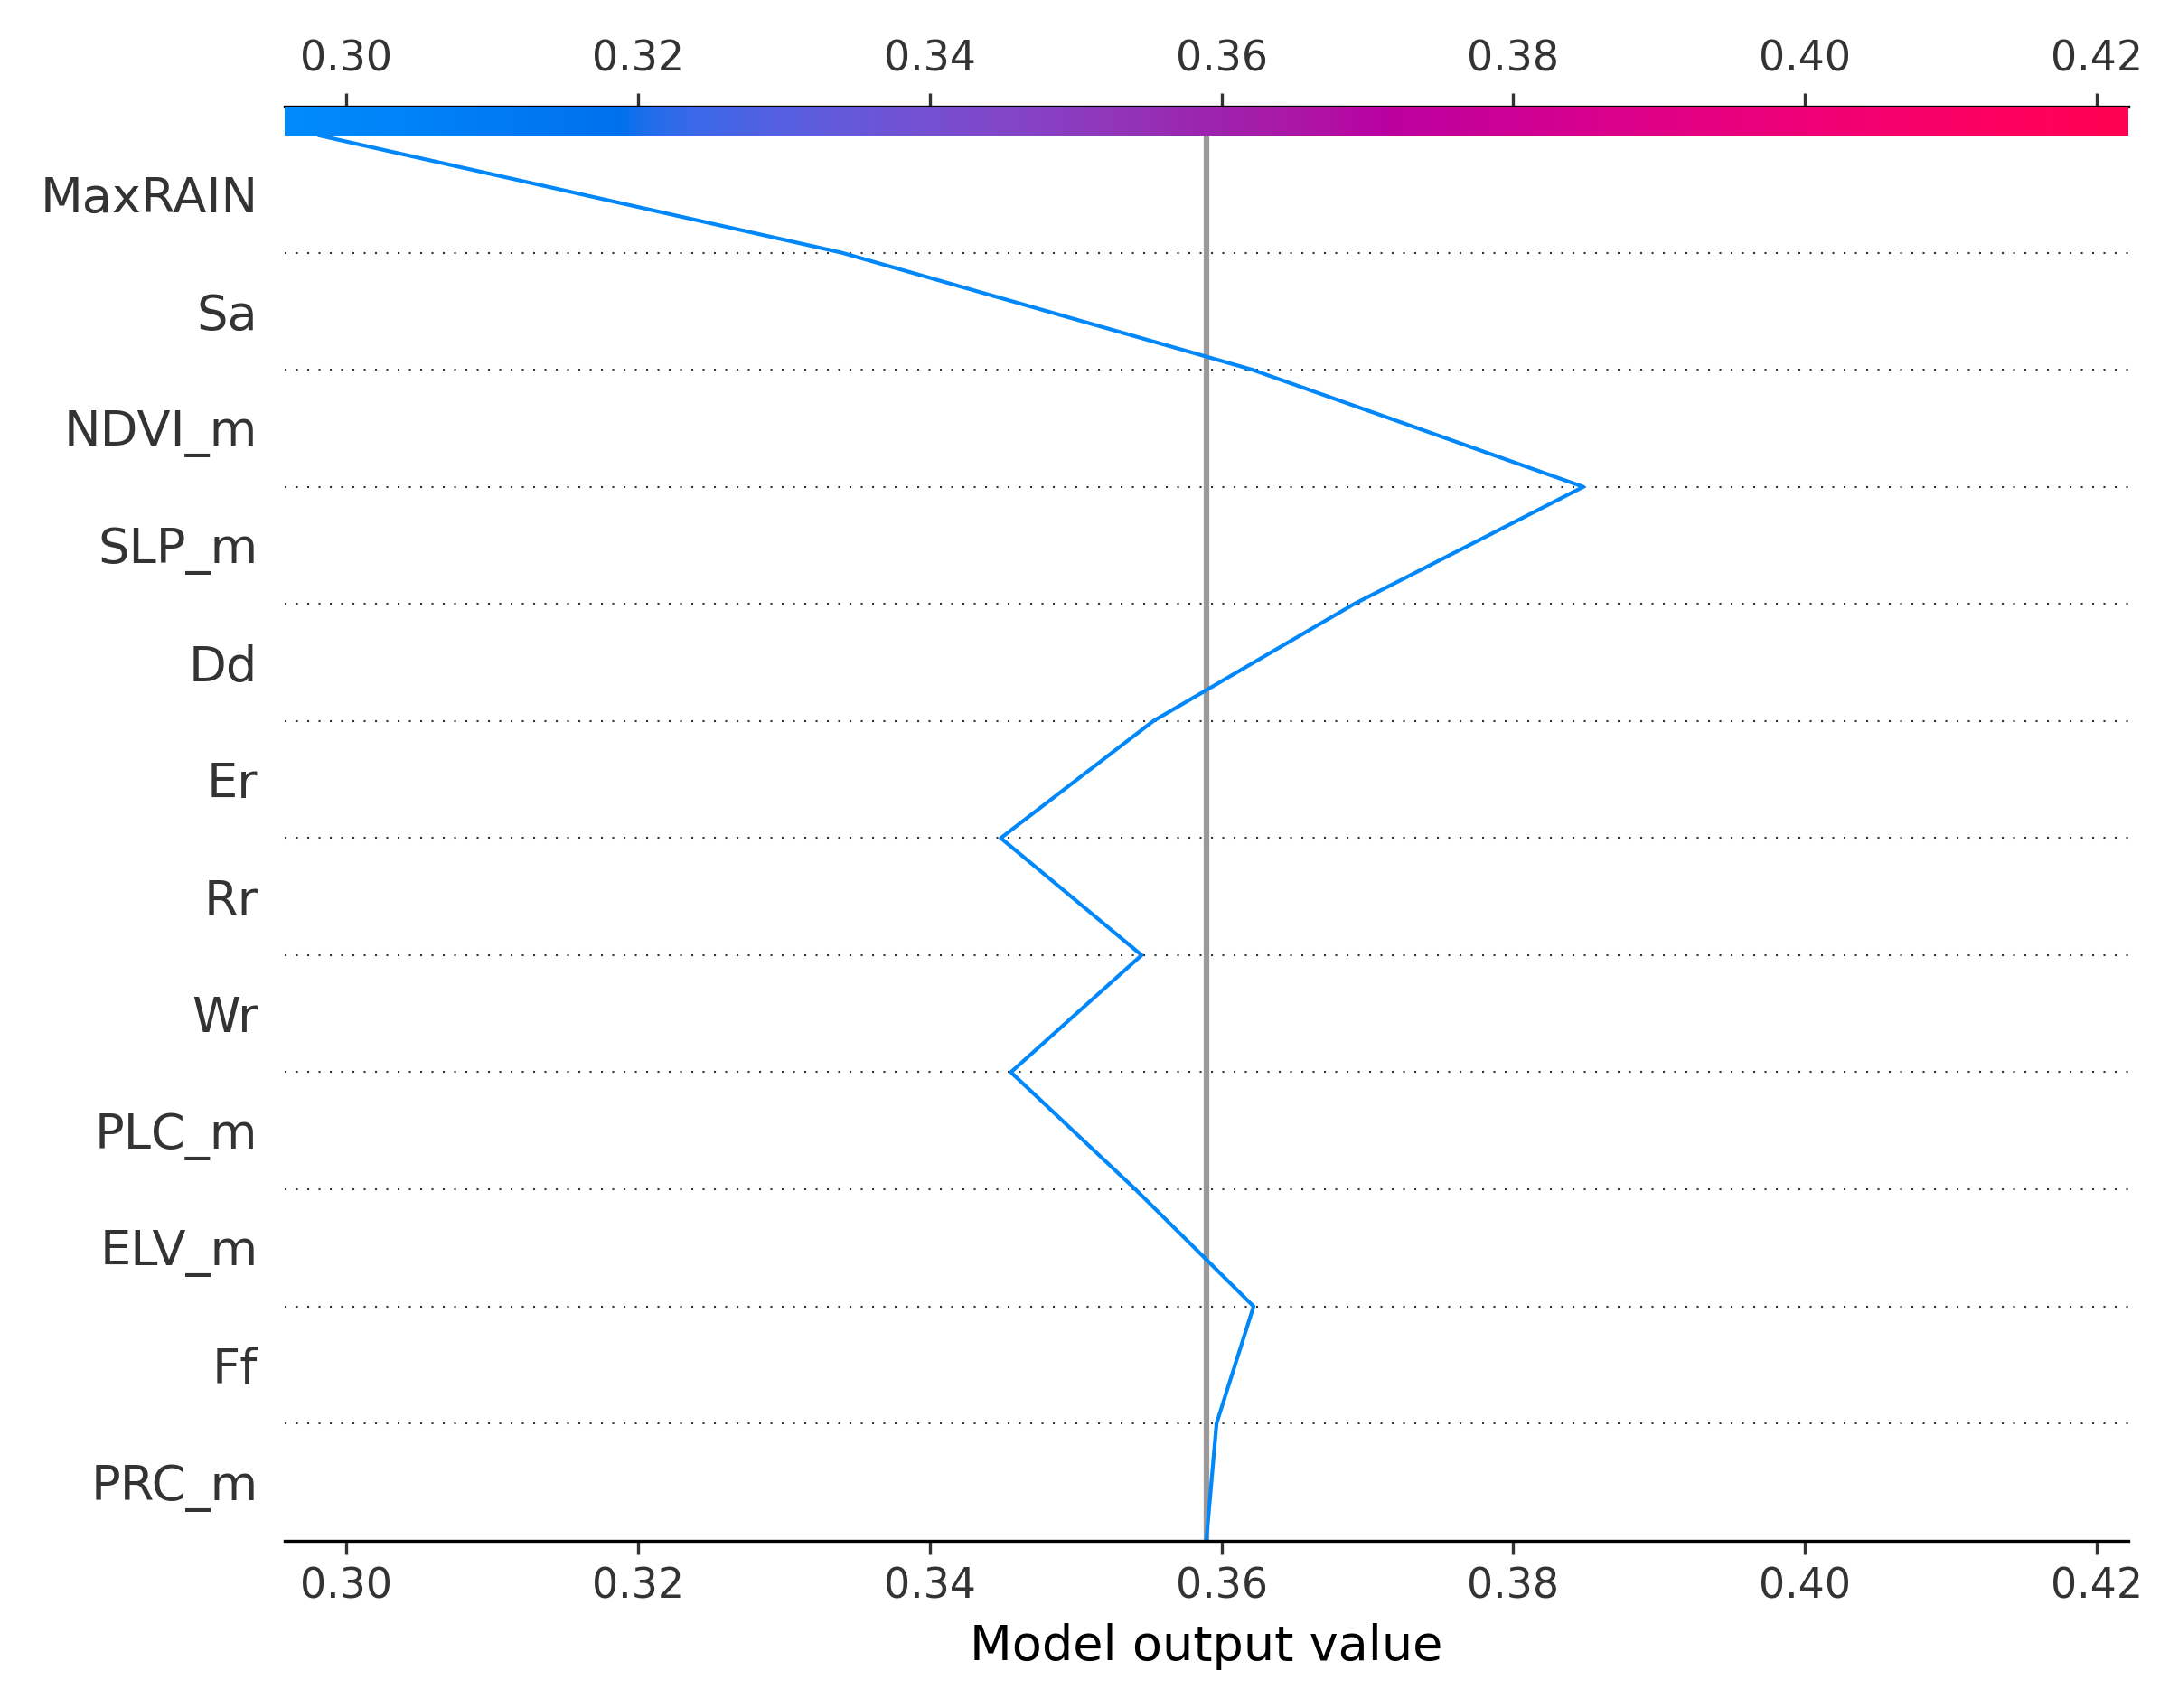 0.30 0.32 0.34 0.36 0.38 0.40 0.42
MaxRAIN
Sa
NDVI_m
SLP_m
Dd
Er
Rr
Wr
PLC_m
ELV_m
Ff
PRC_m
0.30 0.32 0.34 0.36 0.38 0.40 0.42
Model output value